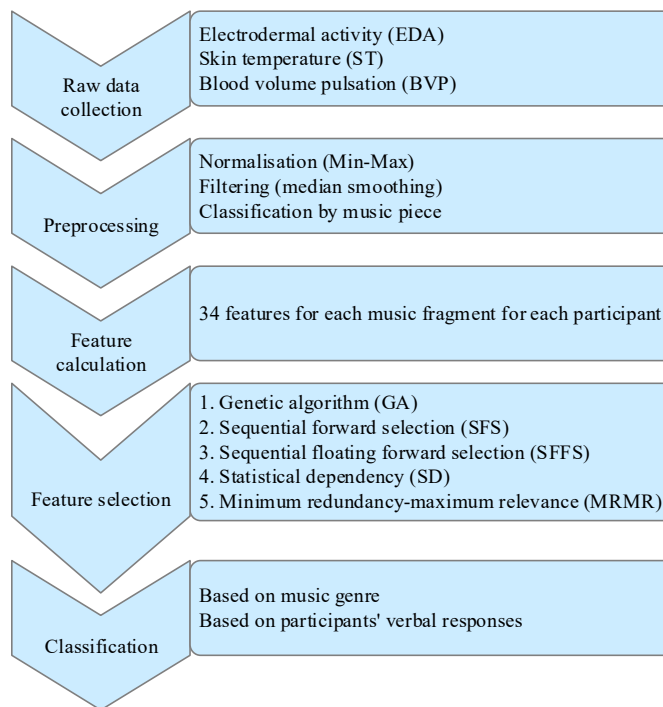 Raw data
collection
Electrodermal activity (EDA)
Skin temperature (ST)
Blood volume pulsation (BVP)
Preprocessing
Normalisation (Min-Max)
Filtering (median smoothing)
Classification by music piece
Feature
calculation
34 features for each music fragment for each participant
Feature selection
1. Genetic algorithm (GA)
2. Sequential forward selection (SFS)
3. Sequential floating forward selection (SFFS)
4. Statistical dependency (SD)
5. Minimum redundancy-maximum relevance (MRMR)
Classification
Based on music genre
Based on participants' verbal responses